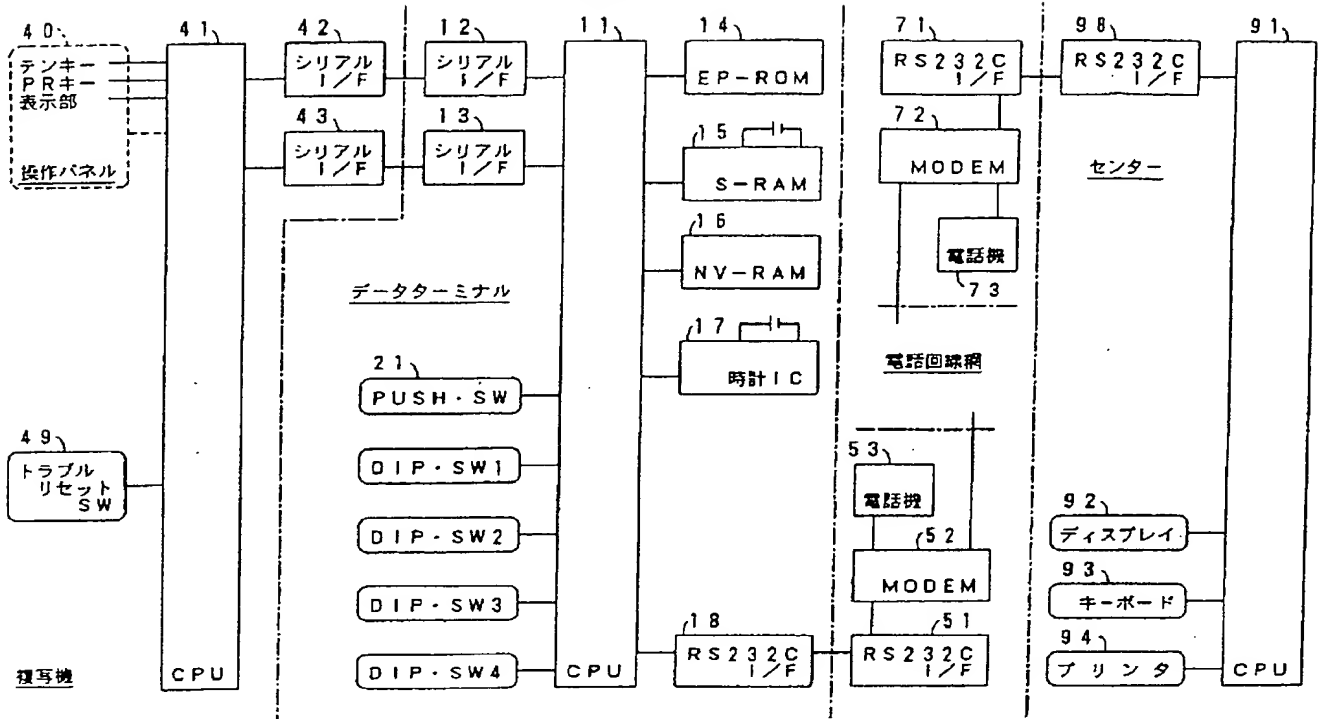 40
テンキー
PRキー
表示部
操作パネル
41
CPU
49
トラブル
リセット
SW
複写機
42
シリアル
I/F
43
シリアル
I/F
12
シリアル
I/F
13
シリアル
I/F
データターミナル
11
CPU
21
PUSH・SW
DIP・SW1
DIP・SW2
DIP・SW3
DIP・SW4
14
EP-ROM
15
S-RAM
16
NV-RAM
17
時計IC
18
RS232C
I/F
71
RS232C
I/F
72
MODEM
電話機
73
電話回線網
53
電話機
52
MODEM
51
RS232C
I/F
98
RS232C
I/F
センター
91
CPU
92
ディスプレイ
93
キーボード
94
プリンタ